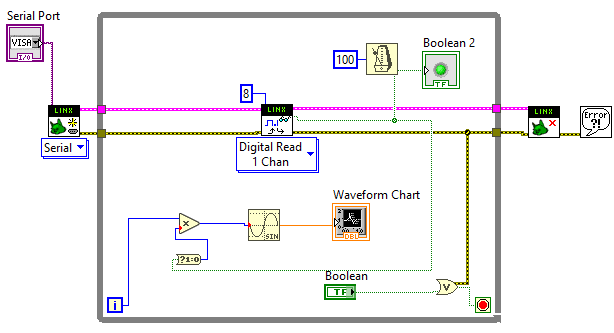 Serial Port
VISA
I/O
LINX
Serial
100
Boolean 2
TF
8
LINX
Digital Read
1 Chan
LINX
Error
?!
Waveform Chart
DBL
×
SIN
?1:0
Boolean
TF
V
i